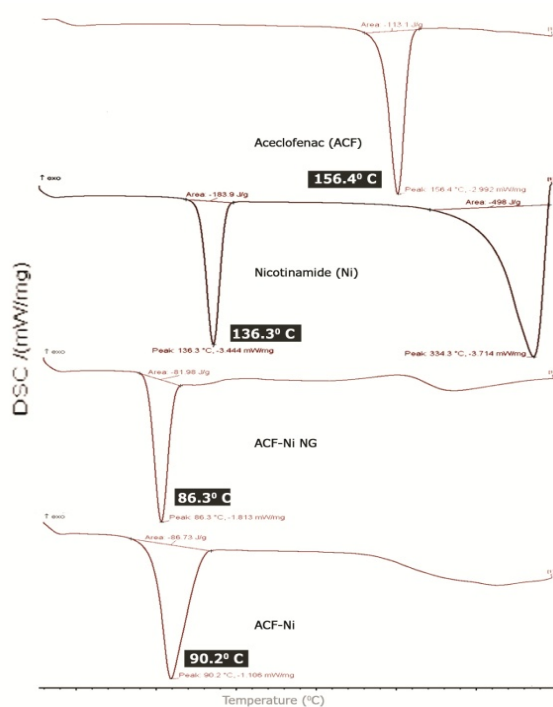 Area: -113.1 J/g
Aceclofenac (ACF)
156.4⁰ C
Peak: 156.4 °C, -2.992 mW/mg
↑ exo
Area: -183.9 J/g
Area: -498 J/g
Nicotinamide (Ni)
136.3⁰ C
Peak: 136.3 °C, -3.444 mW/mg
Peak: 334.3 °C, -3.714 mW/mg
DSC /(mW/mg)
↑ exo
Area: -81.98 J/g
ACF-Ni NG
86.3⁰ C
Peak: 86.3 °C, -1.813 mW/mg
↑ exo
Area: -86.73 J/g
ACF-Ni
90.2⁰ C
Peak: 90.2 °C, -1.106 mW/mg
Temperature (⁰C)